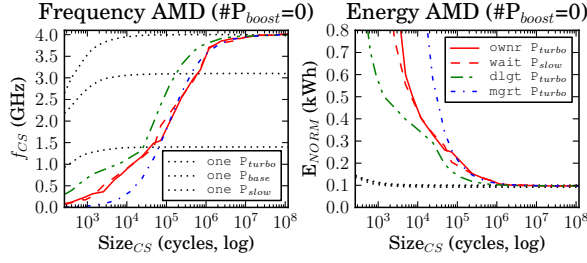 Frequency AMD (#P_boost=0)
f_CS (GHz)
4.0
3.5
3.0
2.5
2.0
1.5
1.0
0.5
0.0
one P_turbo
one P_base
one P_slow
10^3 10^4 10^5 10^6 10^7 10^8
Size_CS (cycles, log)
Energy AMD (#P_boost=0)
E_NORM (kWh)
0.8
0.7
0.6
0.5
0.4
0.3
0.2
0.1
0.0
ownr P_turbo
wait P_slow
dlgt P_turbo
mgrt P_turbo
10^3 10^4 10^5 10^6 10^7 10^8
Size_CS (cycles, log)